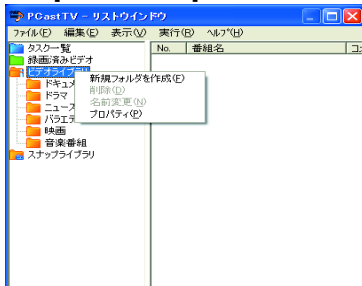 PCastTV - リストウインドウ
ファイル(F) 編集(E) 表示(V) 実行(R) ヘルプ(H)
タスク一覧
録画済みビデオ
ビデオライブラリ
ドキュメ
ドラマ
ニュース
バラエテ
映画
音楽番組
スナップライブラリ
No. 番組名
新規フォルダを作成(F)
削除(D)
名前変更(N)
プロパティ(P)